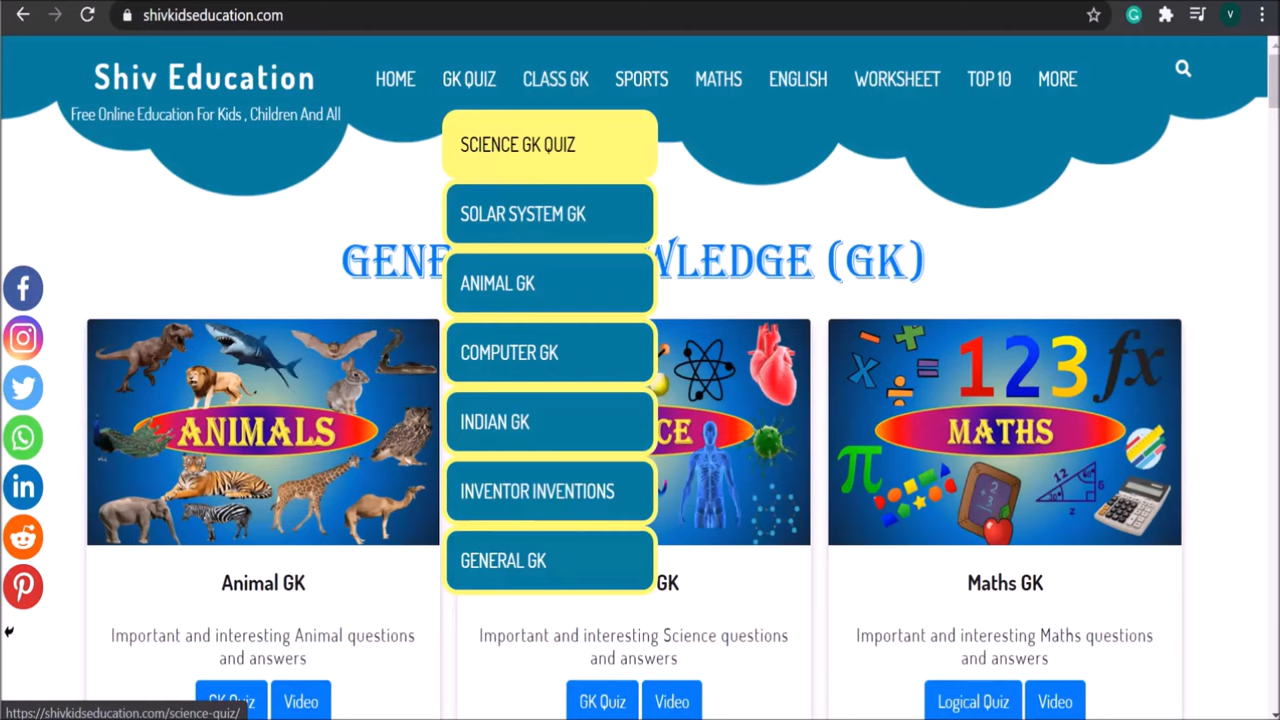 shivkidseducation.com
V
Shiv Education
HOME GK QUIZ CLASS GK SPORTS MATHS ENGLISH WORKSHEET TOP 10 MORE
Free Online Education For Kids , Children And All
SCIENCE GK QUIZ
SOLAR SYSTEM GK
ANIMAL GK
COMPUTER GK
INDIAN GK
INVENTOR INVENTIONS
GENERAL GK
GENE WLEDGE (GK)
ANIMALS
CE
123 fx
MATHS
π
12
5
z
Animal GK
GK
Maths GK
Important and interesting Animal questions
and answers
Important and interesting Science questions
and answers
Important and interesting Maths questions
and answers
GK Quiz Video
GK Quiz Video
Logical Quiz Video
https://shivkidseducation.com/science-quiz/